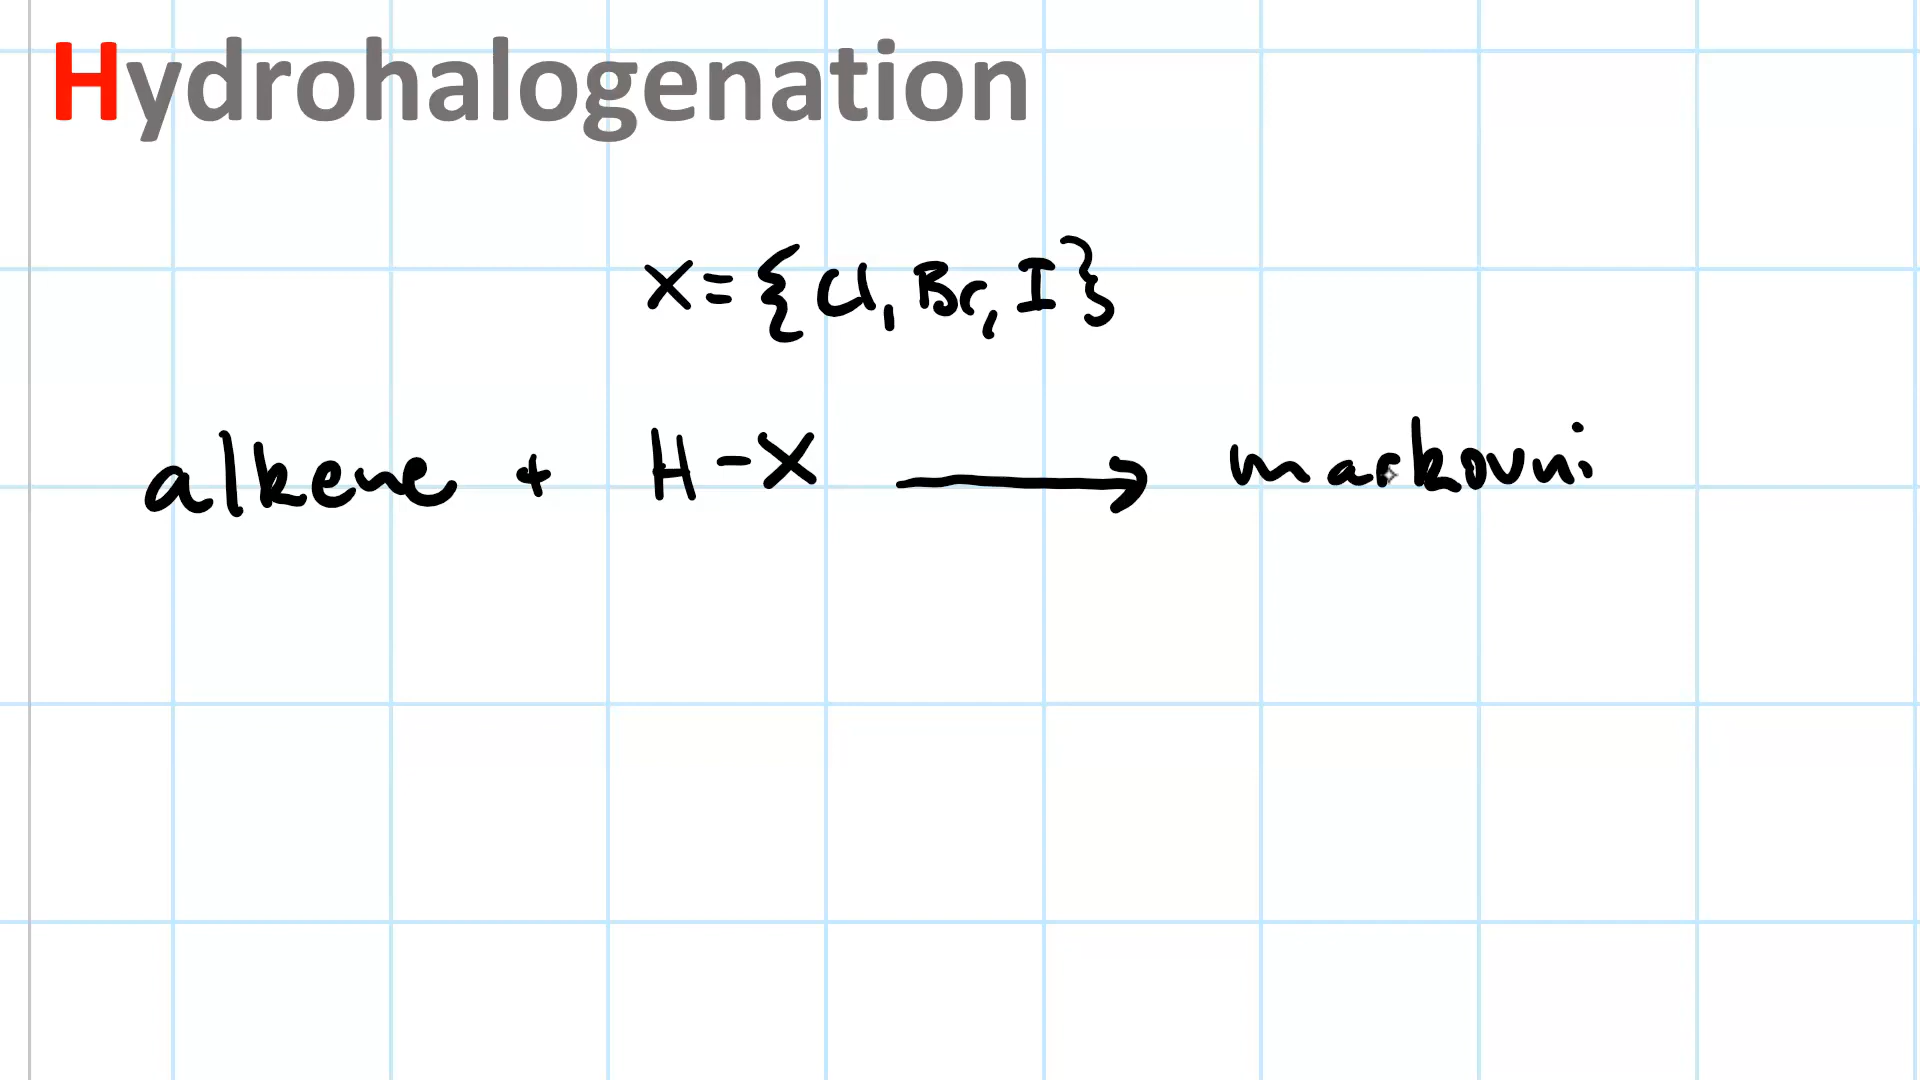 Hydrohalogenation
X = {Cl, Br, I}
alkene + H-X → markovni